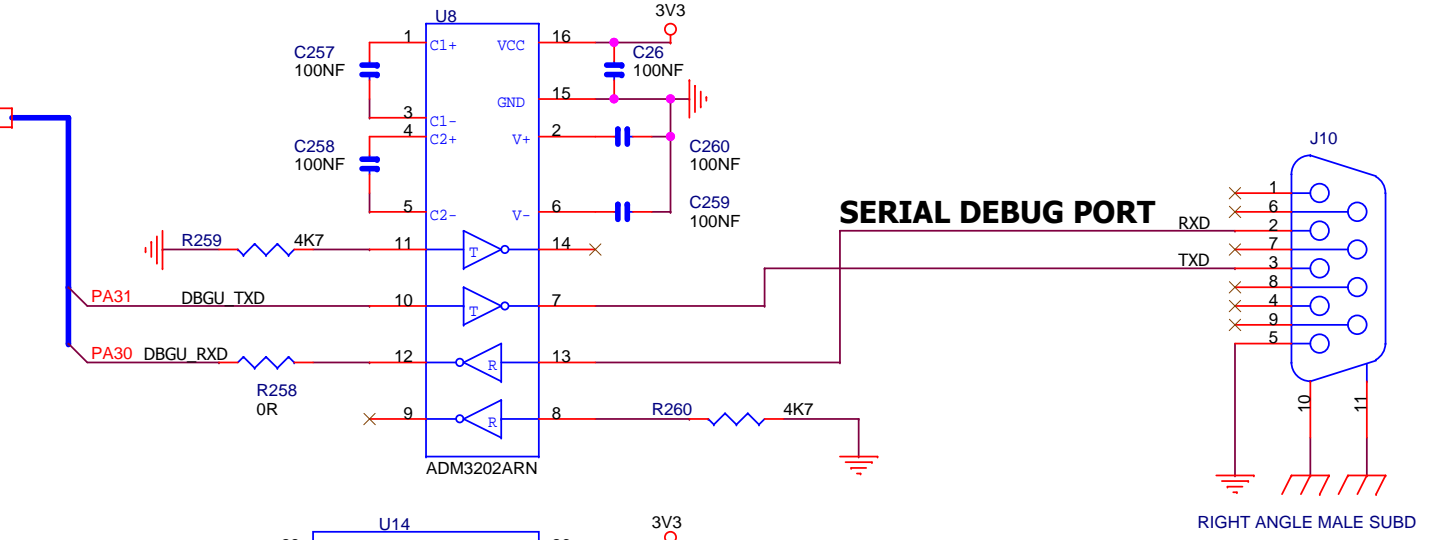 U8
3V3
1
C1+
VCC
16
C257
100NF
C26
100NF
GND
15
3
C1-
4
C2+
V+
2
C258
100NF
C260
100NF
5
C2-
V-
6
C259
100NF
R259
4K7
11
T
14
PA31
DBGU_TXD
10
T
7
PA30
DBGU_RXD
12
R
13
R258
0R
9
R
8
R260
4K7
ADM3202ARN
SERIAL DEBUG PORT
RXD
TXD
J10
1
6
2
7
3
8
4
9
5
10
11
RIGHT ANGLE MALE SUBD
U14
3V3